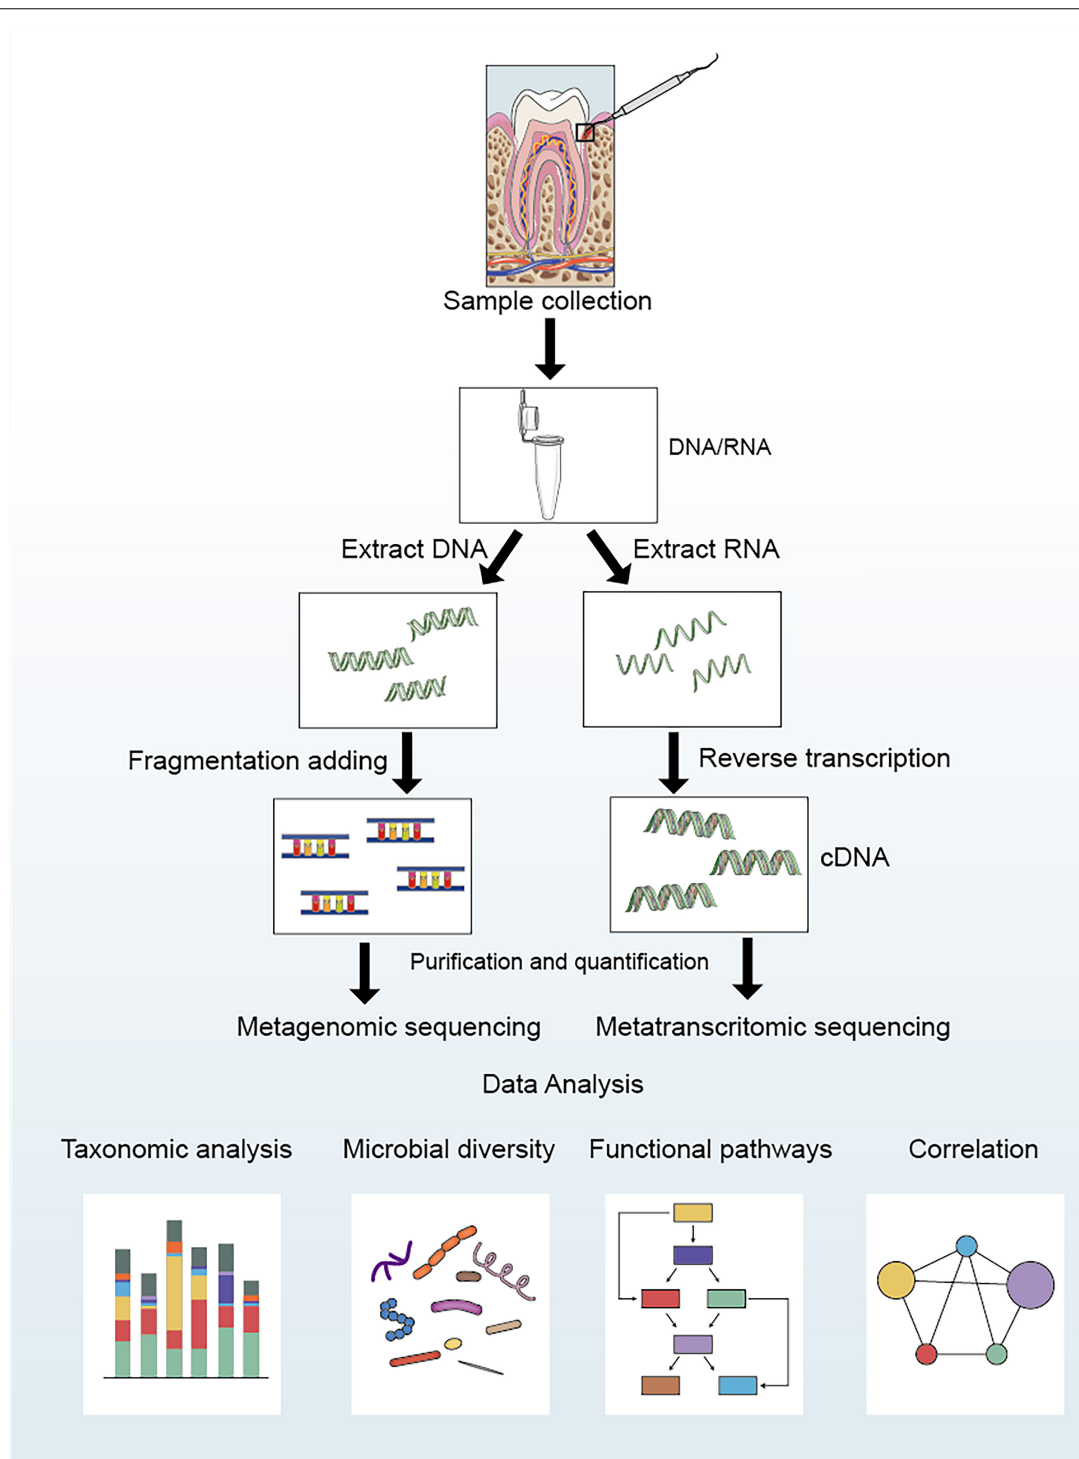 Sample collection
DNA/RNA
Extract DNA
Extract RNA
Fragmentation adding
Reverse transcription
cDNA
Purification and quantification
Metagenomic sequencing
Metatranscritomic sequencing
Data Analysis
Taxonomic analysis
Microbial diversity
Functional pathways
Correlation